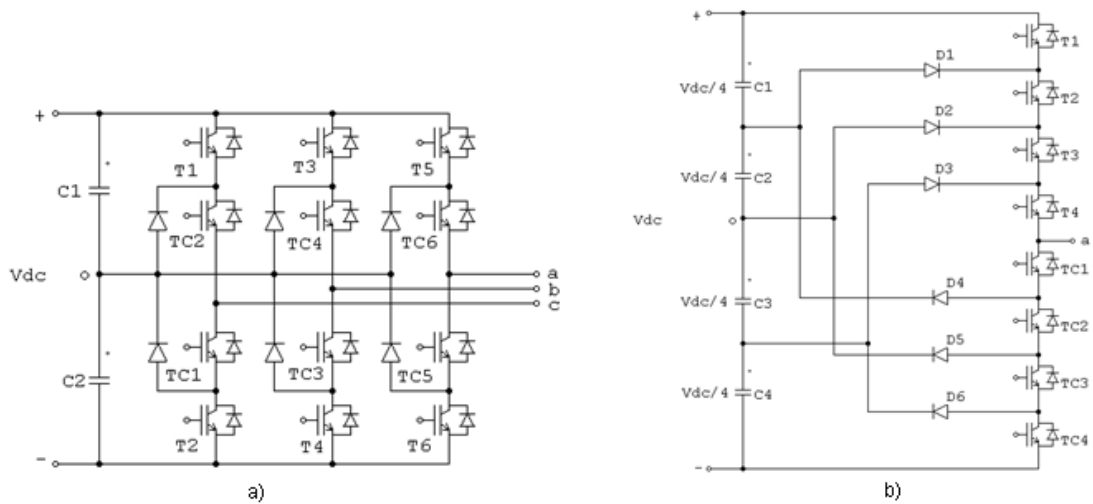 +
T1
T3
T5
C1
TC2
TC4
TC6
Vdc
a
b
c
C2
TC1
TC3
TC5
T2
T4
T6
-
a)
+
T1
D1
Vdc/4
C1
T2
D2
T3
Vdc/4
C2
D3
T4
Vdc
a
TC1
Vdc/4
C3
D4
TC2
D5
TC3
Vdc/4
C4
D6
TC4
-
b)